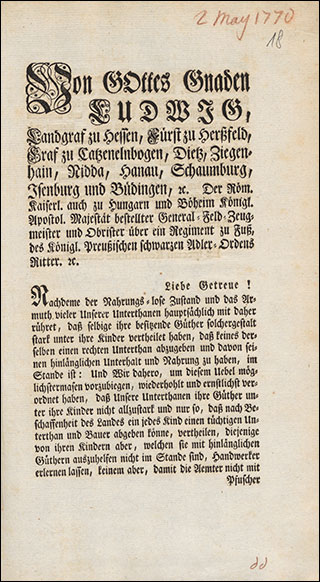 2 May 1770
18
Von GOttes Gnaden
LUDWIG,
Landgraf zu Hessen, Fürst zu Hertzfeld,
Graf zu Catzenelnbogen, Dietz, Ziegen-
hain, Nidda, Hanau, Schaumburg,
Isenburg und Büdingen, ⁊c. Der Röm.
Kaiserl. auch zu Hungarn und Böheim Königl.
Apostol. Majestät bestellter General-Feld-Zeug-
meister und Obrister über ein Regiment zu Fuß,
des Königl. Preußischen schwarzen Adler-Ordens
Ritter. ⁊c.
Liebe Getreue !
Nachdeme der Nahrungs-lose Zustand und das Ar-
muth vieler Unserer Unterthanen hauptsächlich mit daher
rühret, daß selbige ihre besitzende Güther solchergestalt
stark unter ihre Kinder vertheilet haben, daß keines der-
selben einen rechten Unterthan abzugeben und davon sei-
nen hinlänglichen Unterhalt und Nahrung zu haben, im
Stande ist: Und Wir dahero, um diesem Uebel mög-
lichstermasen vorzubiegen, wiederhohlt und ernstlichst ver-
ordnet haben, daß Unsere Unterthanen ihre Güther un-
ter ihre Kinder nicht allzustark und nur so, daß nach Be-
schaffenheit des Landes ein jedes Kind einen tüchtigen Un-
terthan und Bauer abgeben könne, vertheilen, diejenige
von ihren Kindern aber, welchen sie mit hinlänglichen
Güthern auszuhelfen nicht im Stande sind, Handwerker
erlernen lassen, keinem aber, damit die Aemter nicht mit
Pfuscher